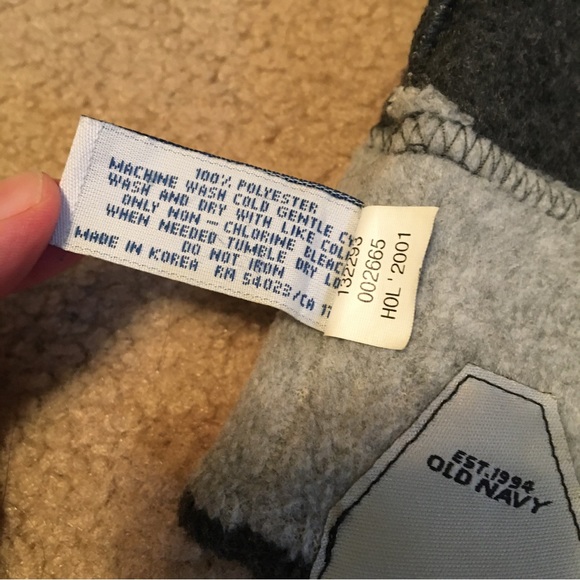 100% POLYESTER
MACHINE WASH COLD GENTLE
WASH AND DRY WITH LIKE
ONLY NON-CHLORINE BLEACH
WHEN NEEDED TUMBLE DRY
DO NOT IRON
MADE IN KOREA RN 54023/CA
132293
002665
HOL '2001
EST.1994
OLD NAVY